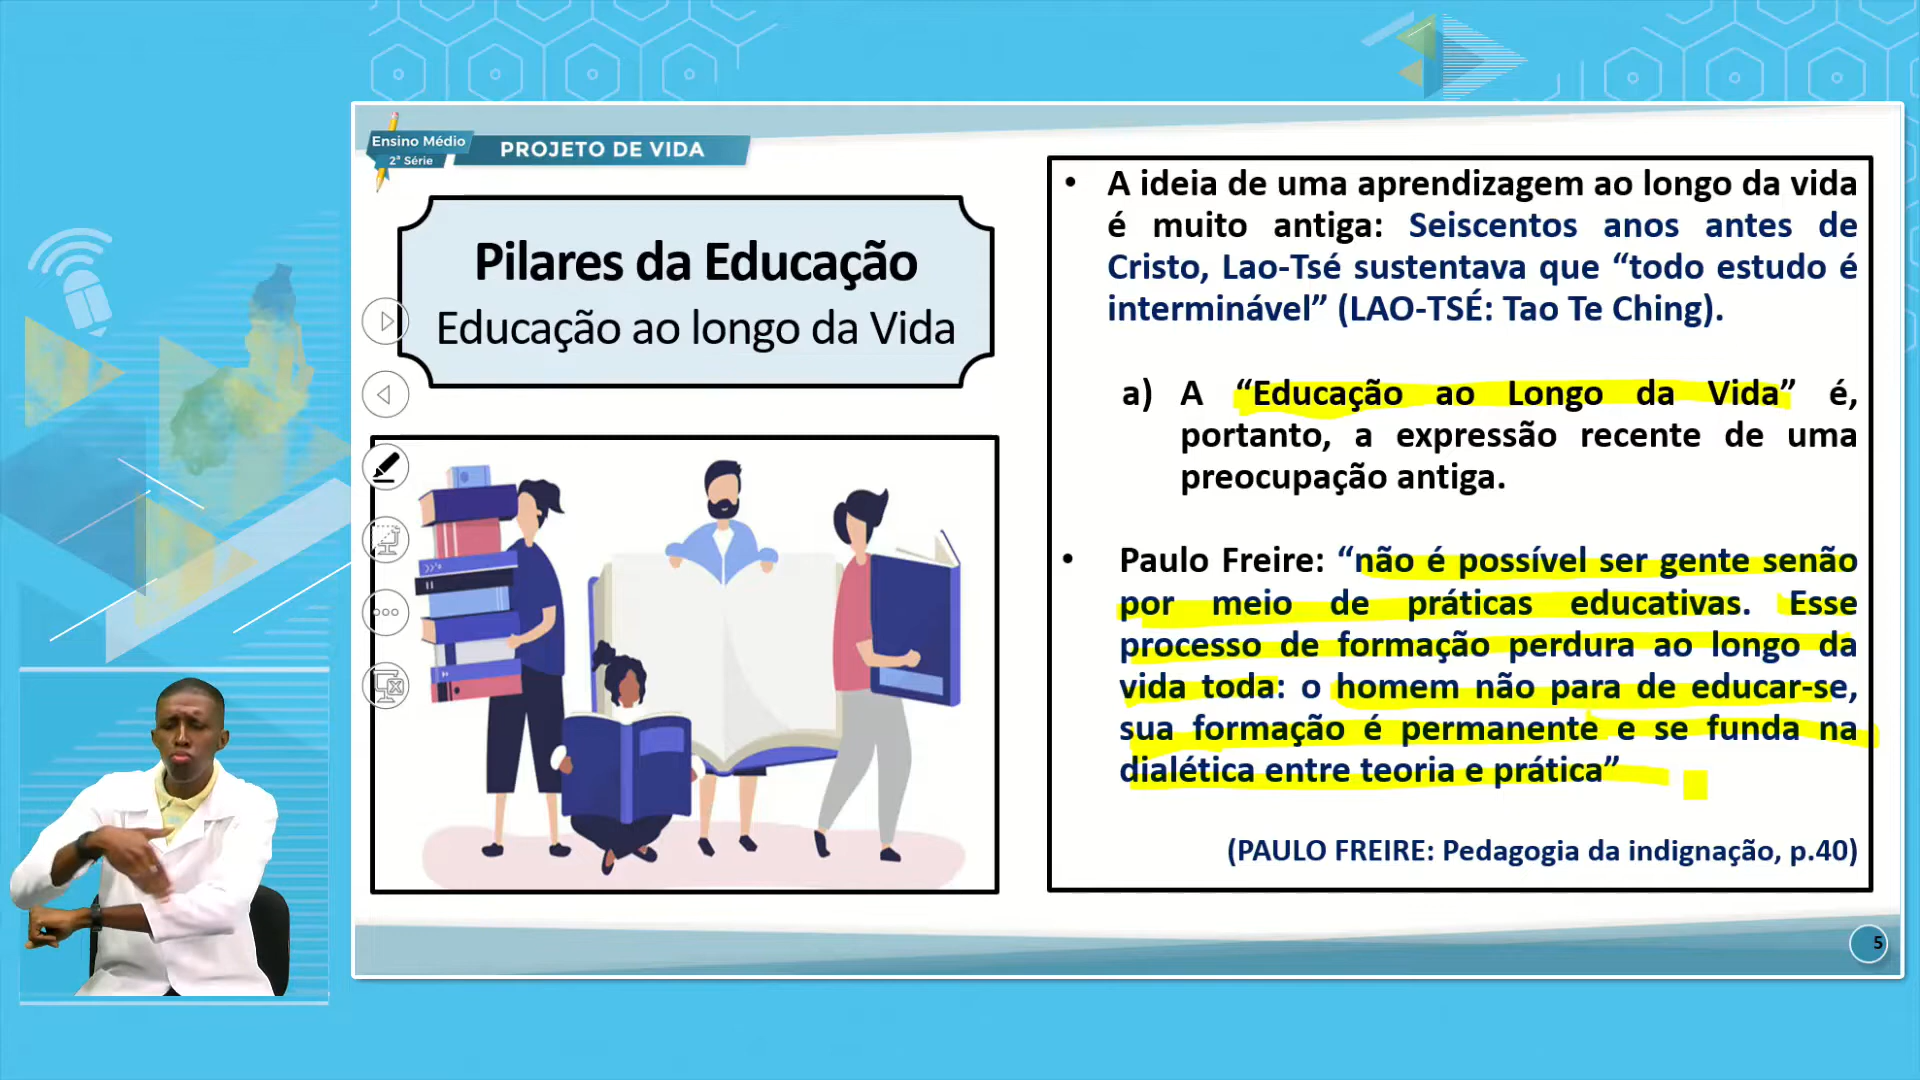 Ensino Médio
2ª Série
PROJETO DE VIDA
Pilares da Educação
Educação ao longo da Vida
• A ideia de uma aprendizagem ao longo da vida
é muito antiga: Seiscentos anos antes de
Cristo, Lao-Tsé sustentava que “todo estudo é
interminável” (LAO-TSÉ: Tao Te Ching).
a) A “Educação ao Longo da Vida” é,
portanto, a expressão recente de uma
preocupação antiga.
• Paulo Freire: “não é possível ser gente senão
por meio de práticas educativas. Esse
processo de formação perdura ao longo da
vida toda: o homem não para de educar-se,
sua formação é permanente e se funda na
dialética entre teoria e prática”
(PAULO FREIRE: Pedagogia da indignação, p.40)
5